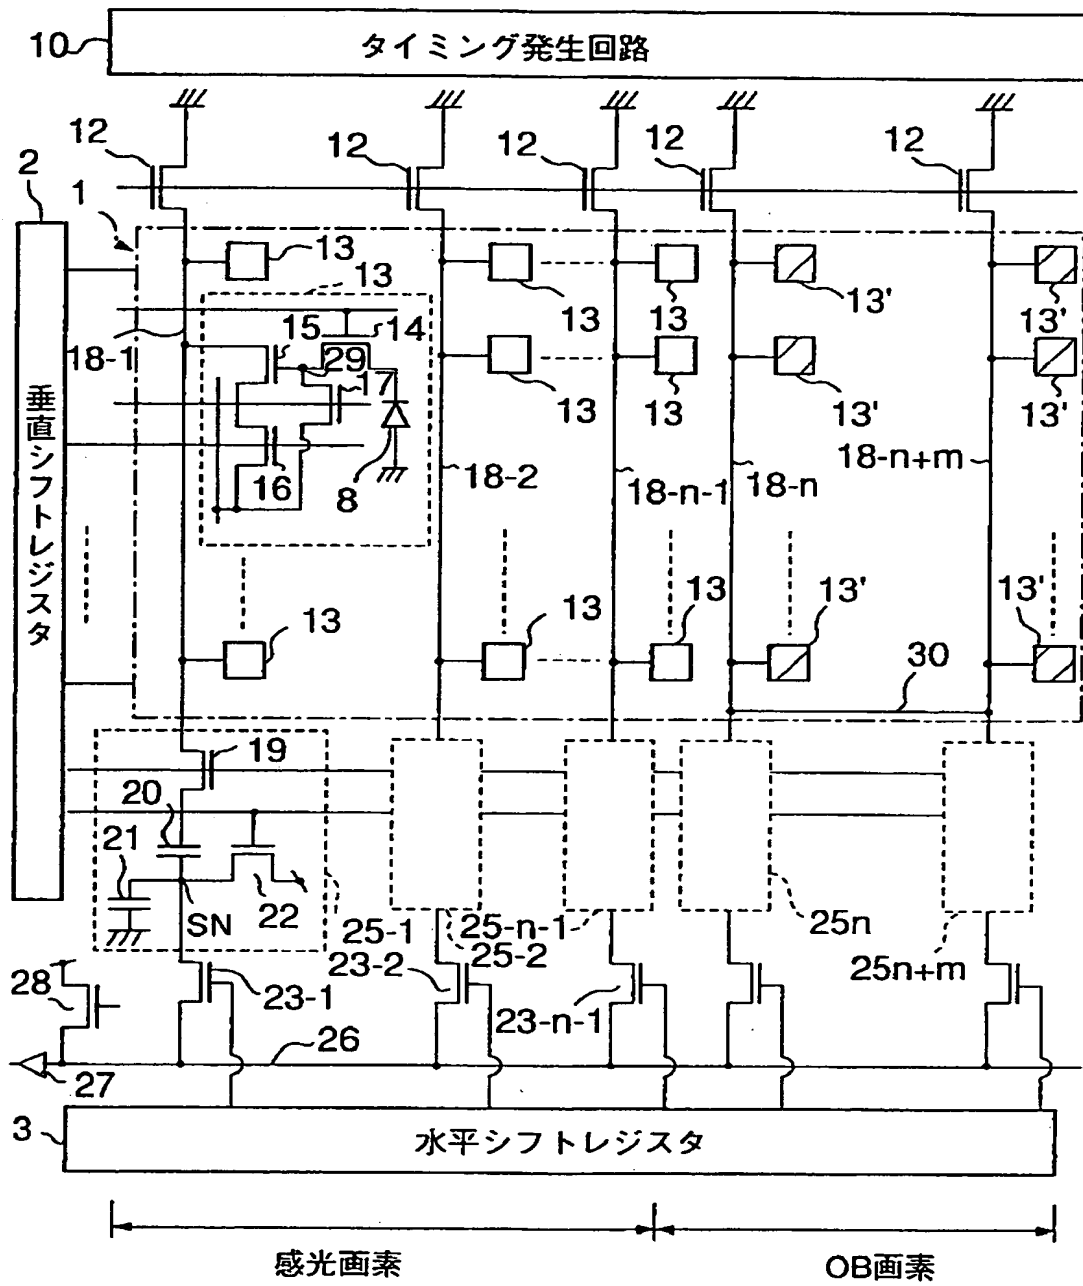 10 タイミング発生回路
12 12 12 12 12
2
1
13 13 13 13'
13
15 14
18-1 29 17
13 13 13' 13'
13 13 13' 13'
垂直シフトレジスタ
16 8
18-2 18-n-1 18-n 18-n+m
13 13 13 13' 13'
30
19
20
21
SN 22
25-1 25-n-1 25n
25-2 25n+m
28 23-1 23-2 23-n-1
26
27
3 水平シフトレジスタ
感光画素 OB画素